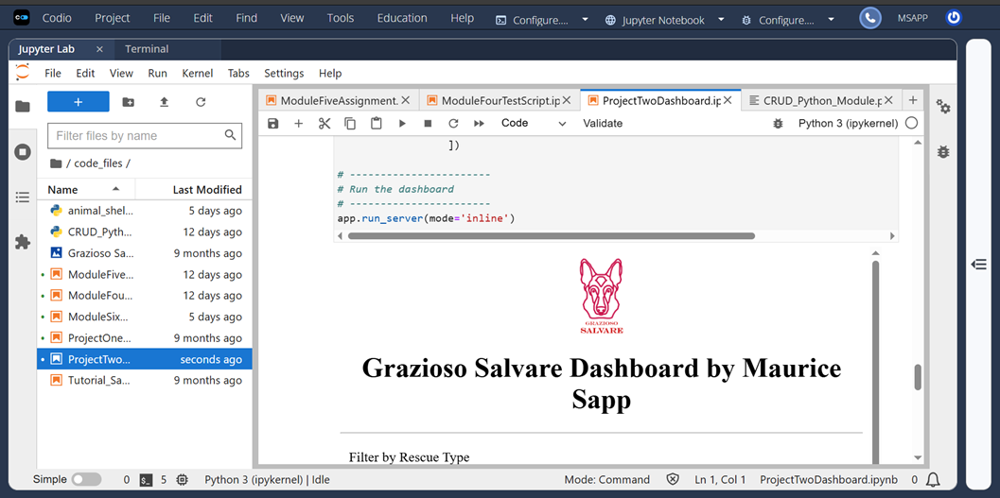 Codio Project File Edit Find View Tools Education Help Configure.... Jupyter Notebook Configure.... MSAPP
Jupyter Lab Terminal
File Edit View Run Kernel Tabs Settings Help
ModuleFiveAssignment. ModuleFourTestScript.ip ProjectTwoDashboard.ip CRUD_Python_Module.p
Code Validate Python 3 (ipykernel)
Filter files by name
/ code_files /
Name Last Modified
animal_shel... 5 days ago
CRUD_Pyth... 12 days ago
Grazioso Sa... 9 months ago
ModuleFive... 12 days ago
ModuleFou... 12 days ago
ModuleSix... 5 days ago
ProjectOne... 9 months ago
ProjectTwo... seconds ago
Tutorial_Sa... 9 months ago
])
# -----------------------
# Run the dashboard
# -----------------------
app.run_server(mode='inline')
GRAZIOSO
SALVARE
Grazioso Salvare Dashboard by Maurice
Sapp
Filter by Rescue Type
Simple 0 $_ 5 Python 3 (ipykernel) | Idle Mode: Command Ln 1, Col 1 ProjectTwoDashboard.ipynb 0